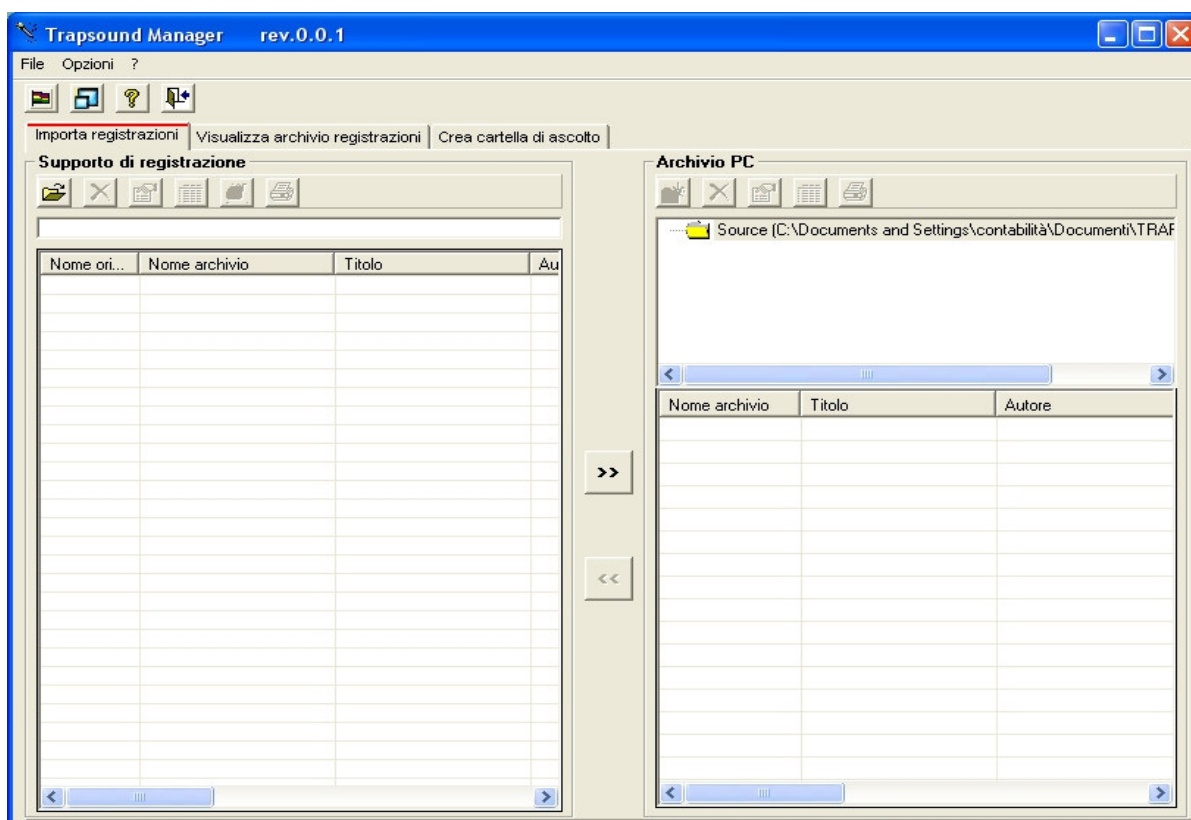 Trapsound Manager rev.0.0.1
File Opzioni ?
Importa registrazioni Visualizza archivio registrazioni Crea cartella di ascolto
Supporto di registrazione
Nome ori... Nome archivio Titolo Au
>>
<<
Archivio PC
Source (C:\Documents and Settings\contabilità\Documenti\TRAF
Nome archivio Titolo Autore